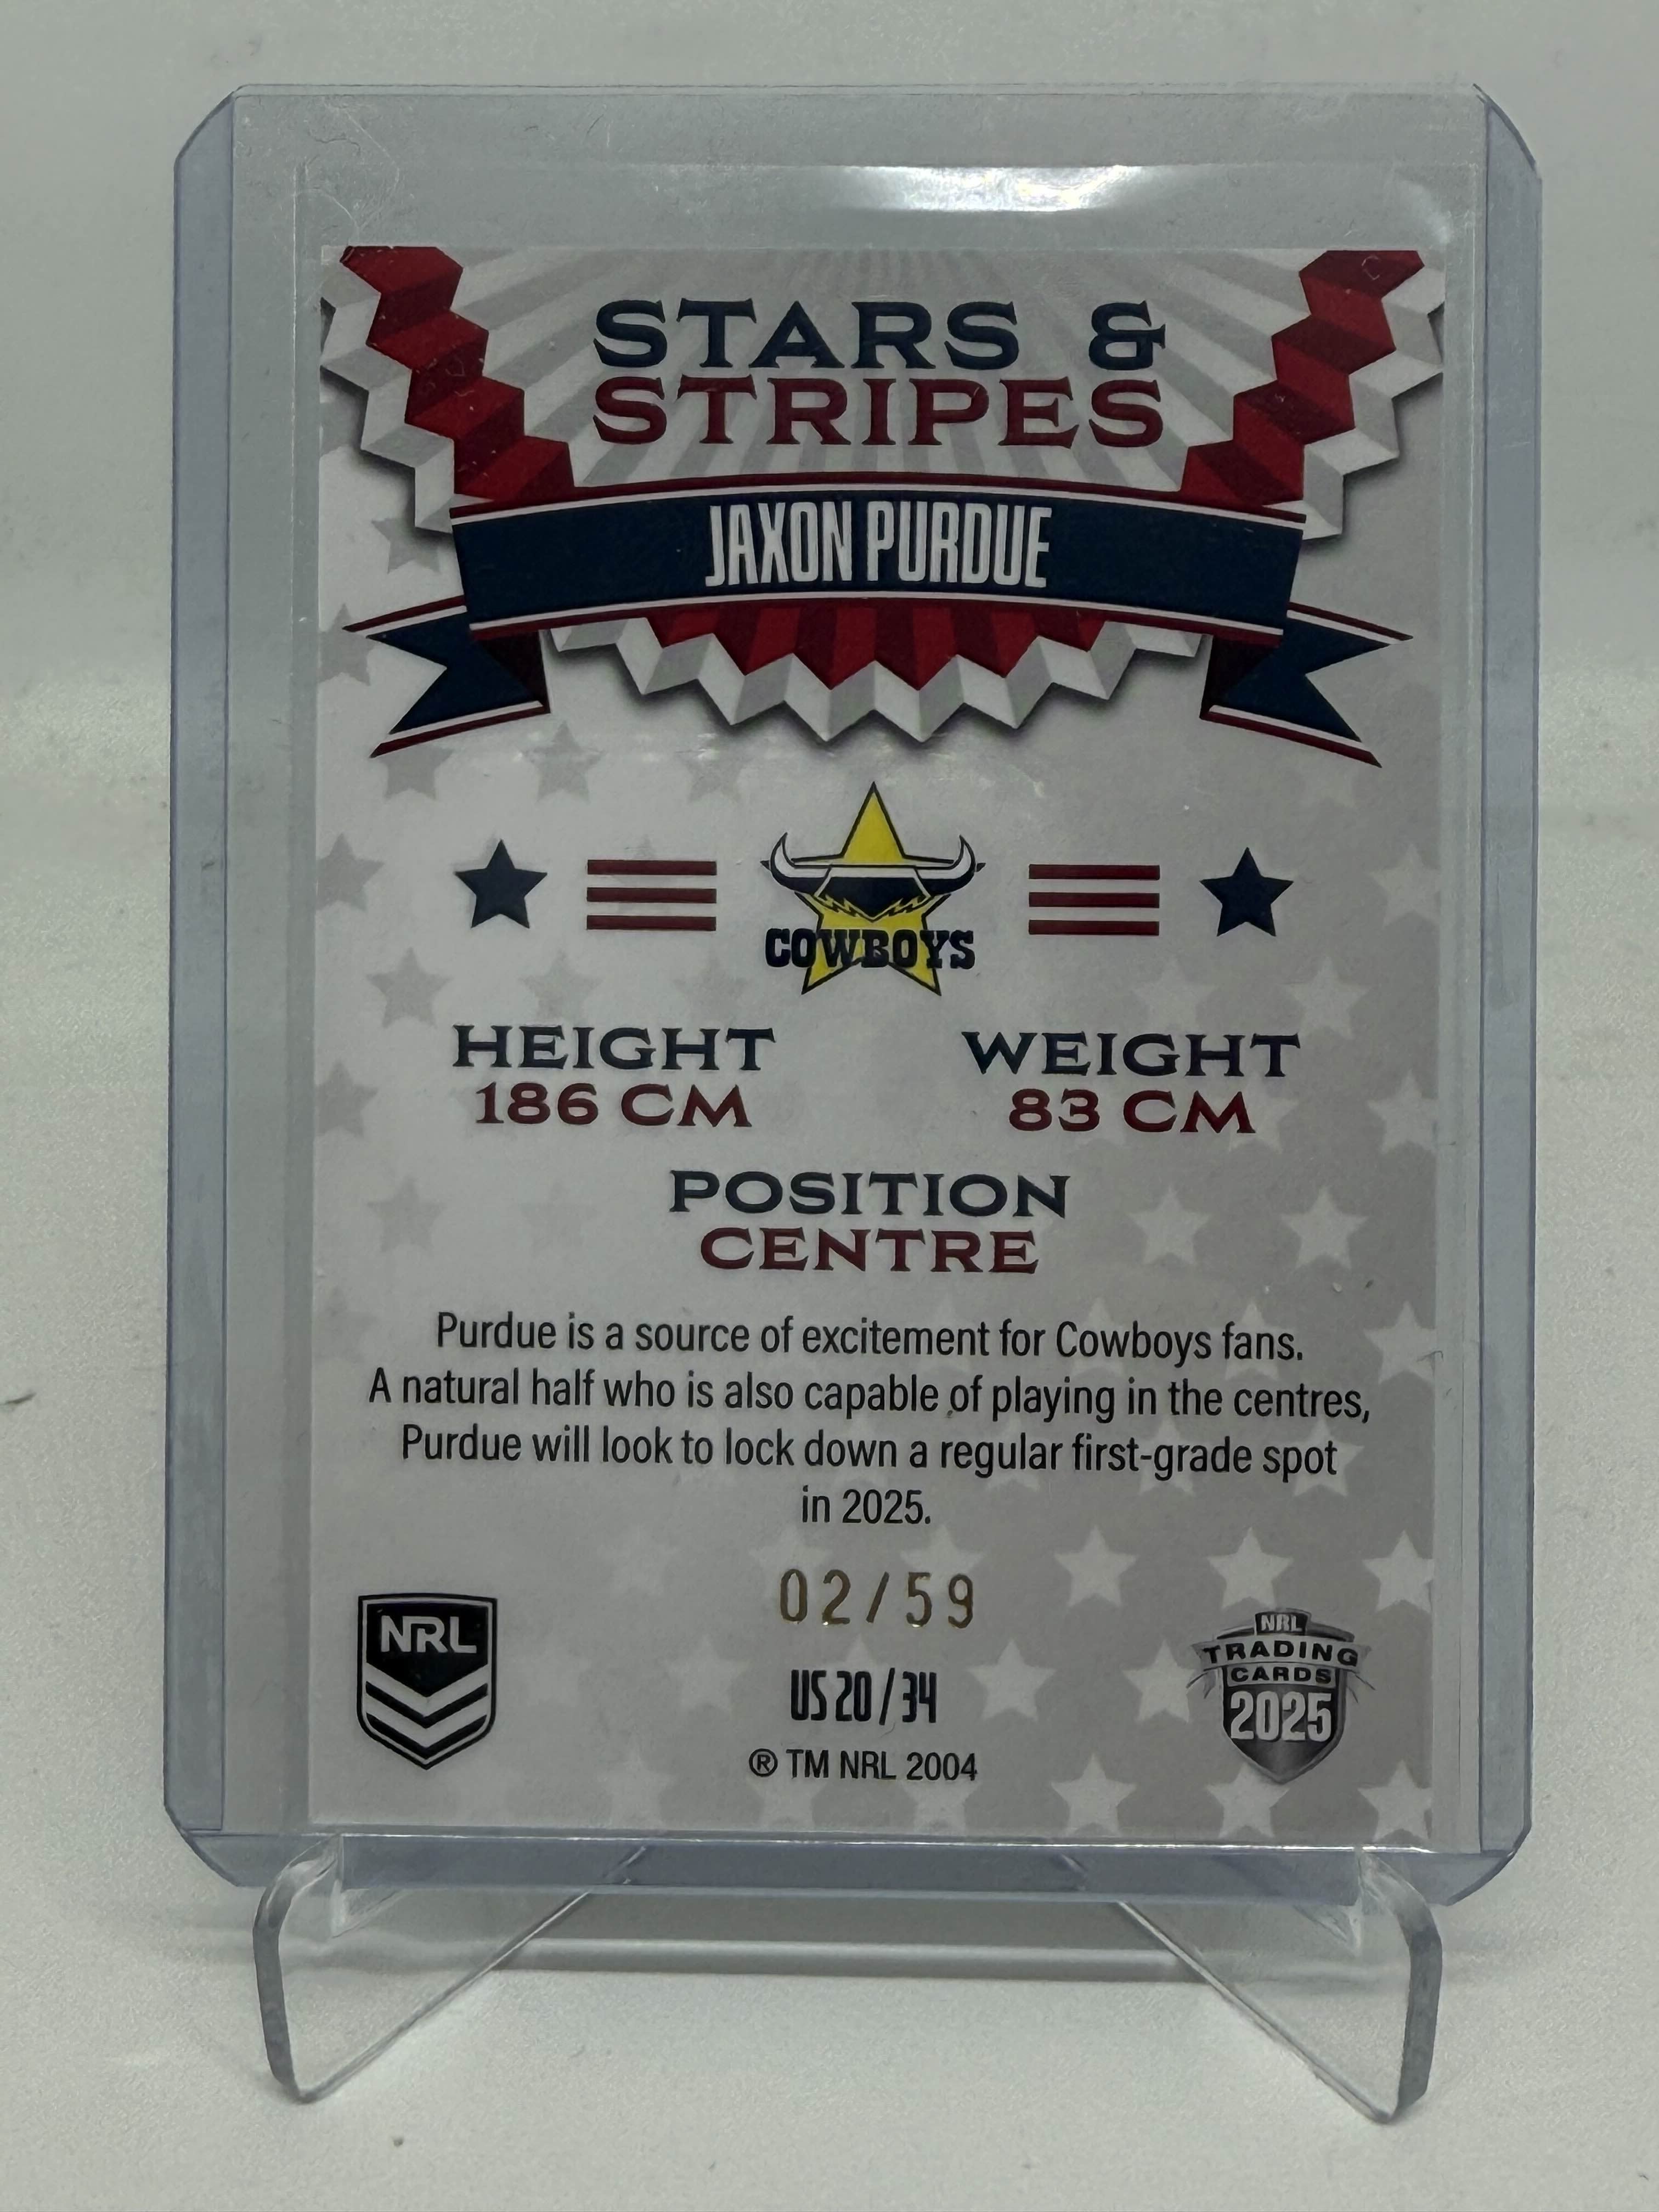 STARS &
STRIPES
JAXON PURDUE
COWBOYS
HEIGHT
186 CM
WEIGHT
83 CM
POSITION
CENTRE
Purdue is a source of excitement for Cowboys fans.
A natural half who is also capable of playing in the centres,
Purdue will look to lock down a regular first-grade spot
in 2025.
02/59
NRL
US 20/34
® TM NRL 2004
NRL
TRADING
CARDS
2025